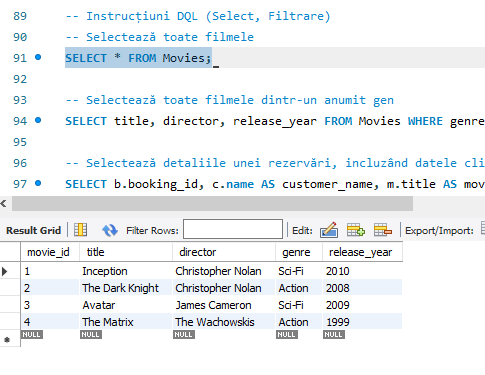 89 -- Instrucțiuni DQL (Select, Filtrare)
90 -- Selectează toate filmele
91 SELECT * FROM Movies;
92
93 -- Selectează toate filmele dintr-un anumit gen
94 SELECT title, director, release_year FROM Movies WHERE genre
95
96 -- Selectează detaliile unei rezervări, incluzând datele cli
97 SELECT b.booking_id, c.name AS customer_name, m.title AS mov
Result Grid Filter Rows: Edit: Export/Import:
movie_id title director genre release_year
1 Inception Christopher Nolan Sci-Fi 2010
2 The Dark Knight Christopher Nolan Action 2008
3 Avatar James Cameron Sci-Fi 2009
4 The Matrix The Wachowskis Action 1999
NULL NULL NULL NULL NULL